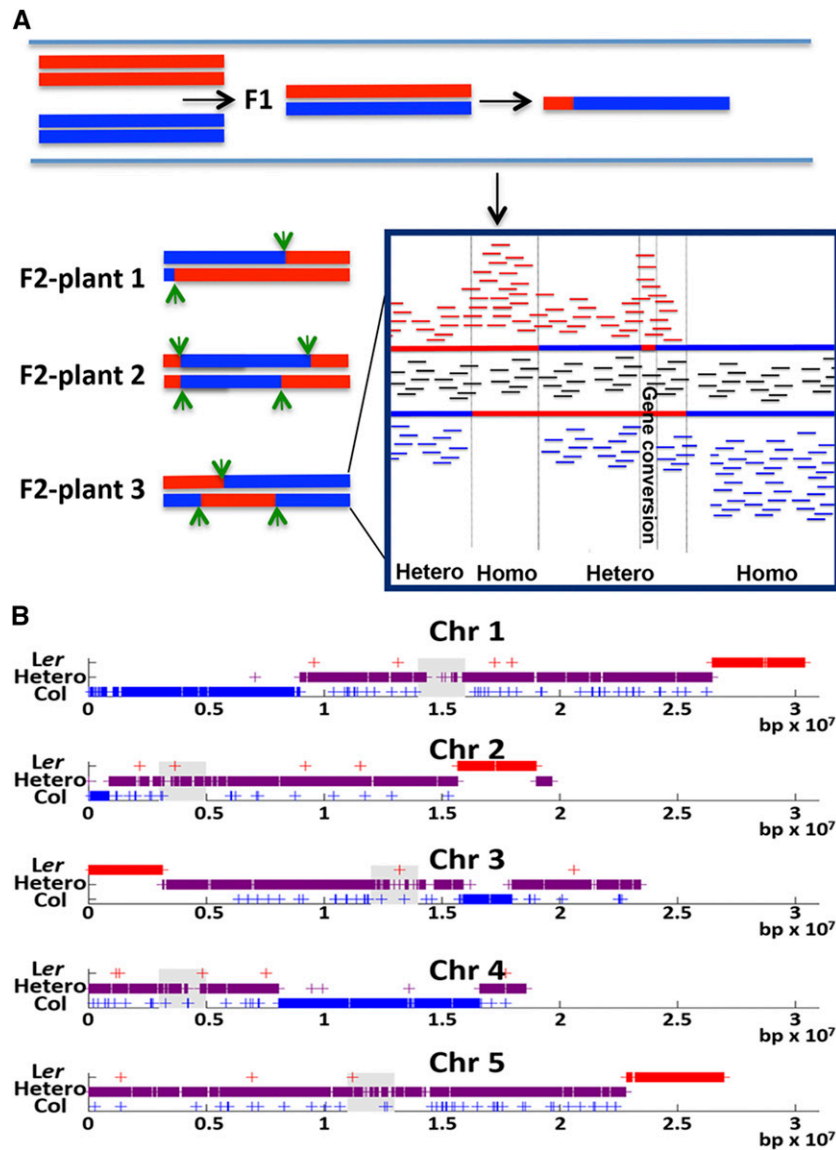 A
F1
F2-plant 1
F2-plant 2
F2-plant 3
Gene conversion
Hetero Homo Hetero Homo
B
Chr 1
Ler
Hetero
Col
0 0.5 1 1.5 2 2.5 3
bp x 10⁷
Chr 2
Ler
Hetero
Col
0 0.5 1 1.5 2 2.5 3
bp x 10⁷
Chr 3
Ler
Hetero
Col
0 0.5 1 1.5 2 2.5 3
bp x 10⁷
Chr 4
Ler
Hetero
Col
0 0.5 1 1.5 2 2.5 3
bp x 10⁷
Chr 5
Ler
Hetero
Col
0 0.5 1 1.5 2 2.5 3
bp x 10⁷